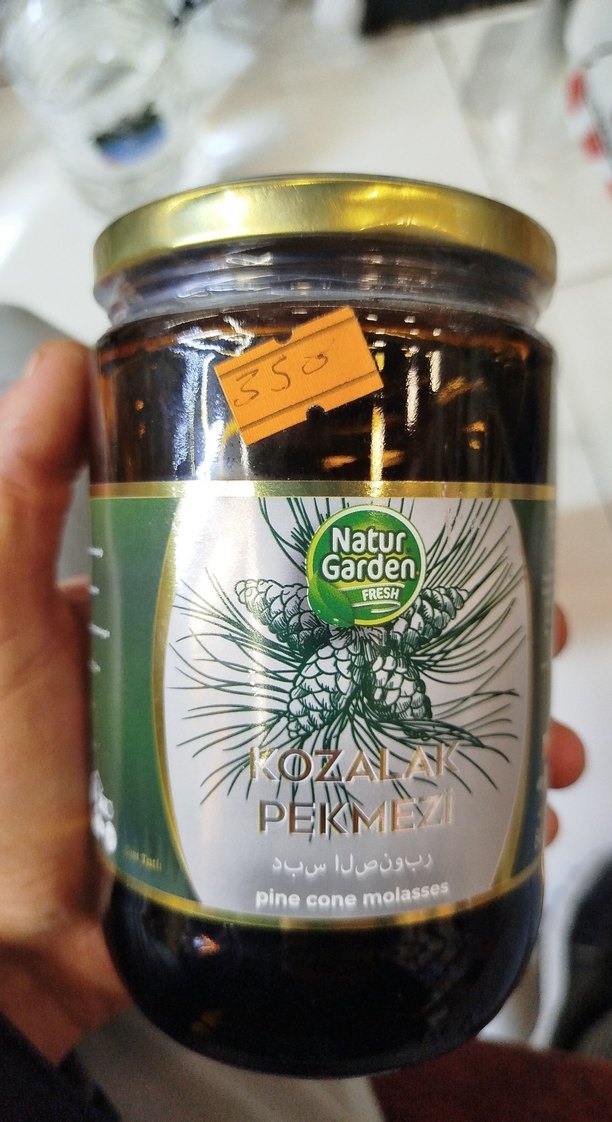 350
Natur
Garden
FRESH
KOZALAK
PEKMEZİ
دبس الصنوبر
pine cone molasses